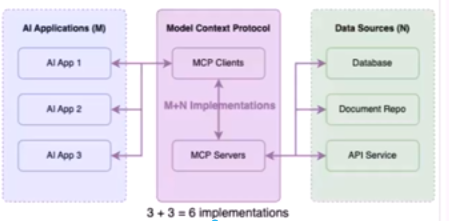 AI Applications (M)
AI App 1
AI App 2
AI App 3
Model Context Protocol
MCP Clients
M+N Implementations
MCP Servers
Data Sources (N)
Database
Document Repo
API Service
3 + 3 = 6 implementations